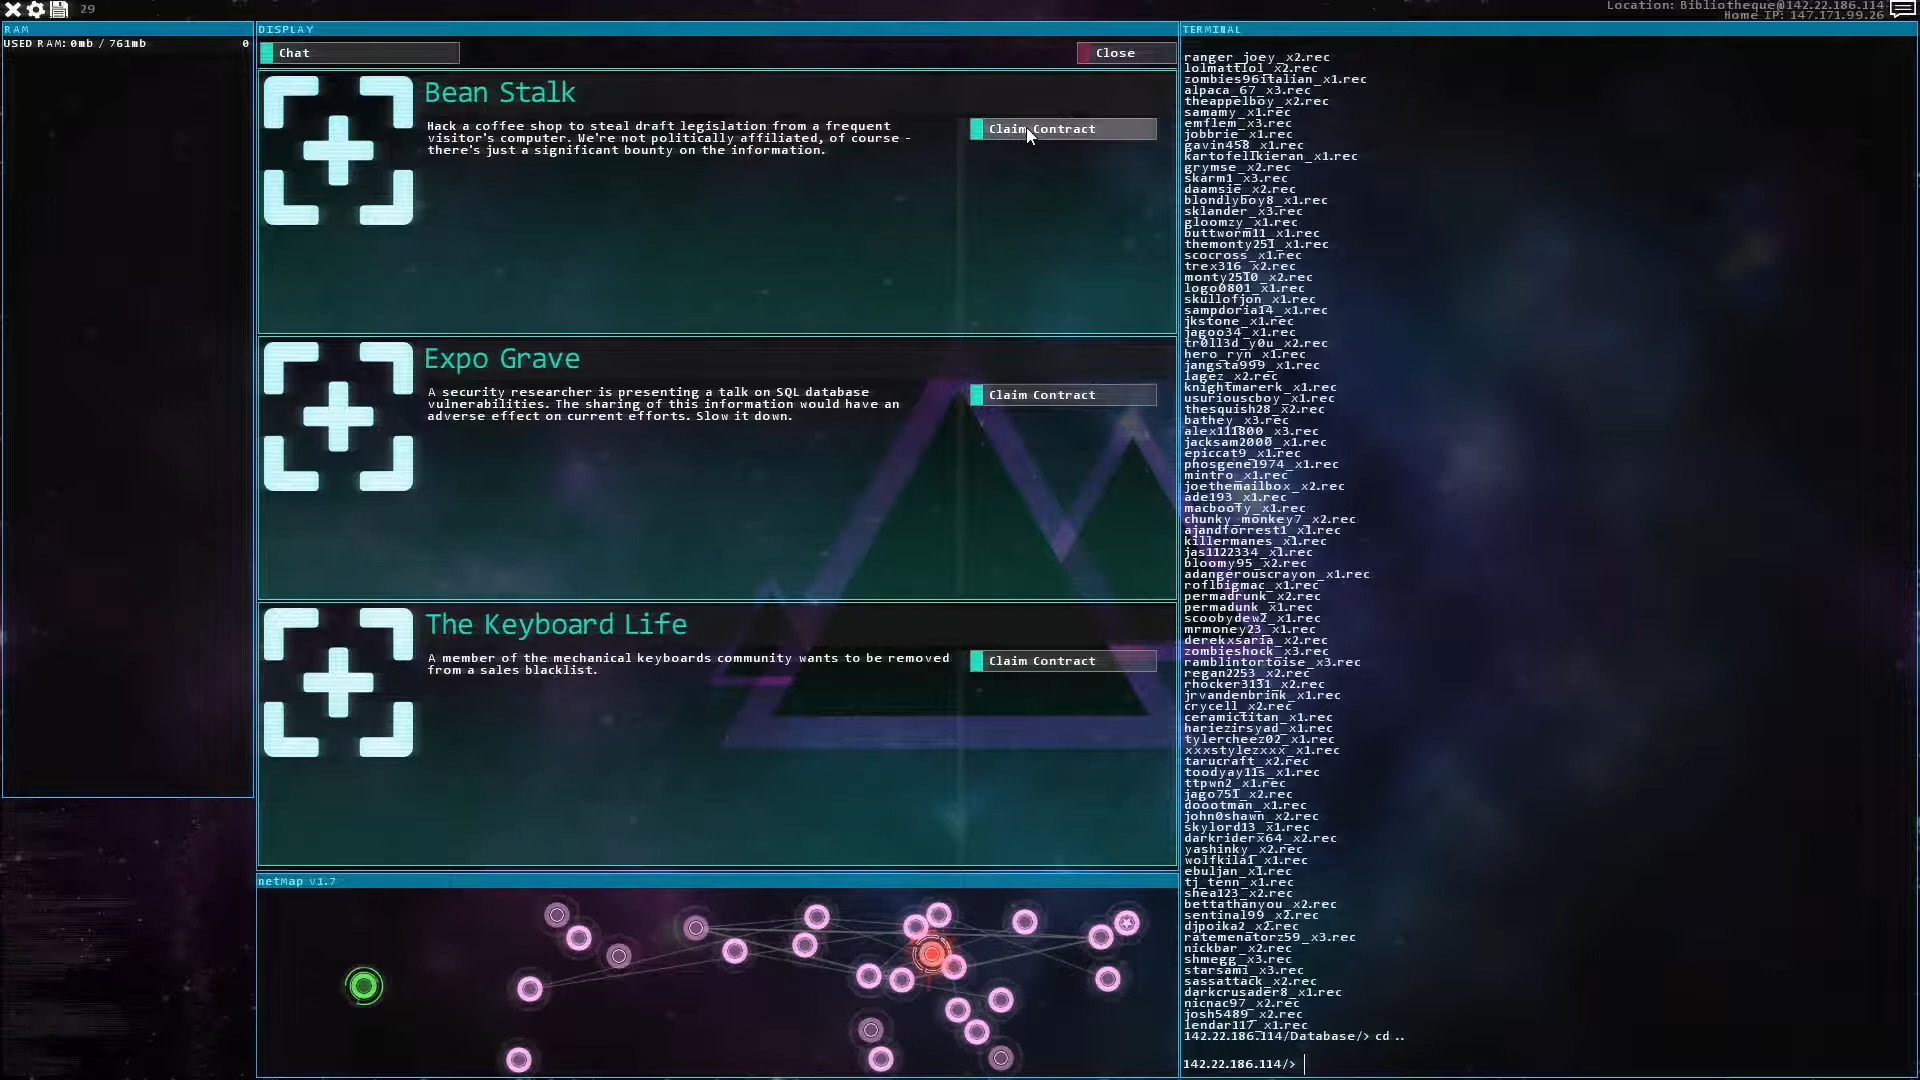 29
Location: Bibliotheque@142.22.186.114
Home IP: 147.171.99.26
RAM
USED RAM: 0mb / 761mb 0
DISPLAY
Chat
Close
Bean Stalk
Hack a coffee shop to steal draft legislation from a frequent
visitor's computer. We're not politically affiliated, of course -
there's just a significant bounty on the information.
Claim Contract
Expo Grave
A security researcher is presenting a talk on SQL database
vulnerabilities. The sharing of this information would have an
adverse effect on current efforts. Slow it down.
Claim Contract
The Keyboard Life
A member of the mechanical keyboards community wants to be removed
from a sales blacklist.
Claim Contract
netMap v1.7
TERMINAL
ranger_joey_x2.rec
lolmattlol_x2.rec
zombies96italian_x1.rec
alpaca_67_x3.rec
theappelboy_x2.rec
samamy_x1.rec
emflem_x3.rec
jobbrie_x1.rec
gavin458_x1.rec
kartofellkieran_x1.rec
grymse_x2.rec
skarm1_x3.rec
daamsie_x2.rec
blondlyboy8_x1.rec
sklander_x3.rec
gloomzy_x1.rec
buttworm11_x1.rec
themonty251_x1.rec
scocross_x1.rec
trex316_x2.rec
monty2510_x2.rec
logo0801_x1.rec
skullofjon_x1.rec
sampdoria14_x1.rec
jkstone_x1.rec
jagoo34_x1.rec
tr0ll3d_y0u_x2.rec
hero_ryn_x1.rec
jangsta999_x1.rec
lagez_x2.rec
knightmarerk_x1.rec
usuriouscboy_x1.rec
thesquish28_x2.rec
bathey_x3.rec
alex111800_x3.rec
jacksam2000_x1.rec
epiccat9_x1.rec
phosgene1974_x1.rec
mintro_x1.rec
joethemailbox_x2.rec
ade193_x1.rec
macboofy_x1.rec
chunky_monkey7_x2.rec
ajandforrest1_x1.rec
killermanes_x1.rec
jas1122334_x1.rec
bloomy95_x2.rec
adangerouscrayon_x1.rec
roflbigmac_x1.rec
permadrunk_x2.rec
permadunk_x1.rec
scoobydew2_x1.rec
mrmoney23_x1.rec
derekxsaria_x2.rec
zombieshock_x3.rec
ramblintortoise_x3.rec
regan2253_x2.rec
rhocker3131_x2.rec
jrvandenbrink_x1.rec
crycell_x2.rec
ceramictitan_x1.rec
hariezirsyad_x1.rec
tylercheez02_x1.rec
xxxstylezxxx_x1.rec
tarucraft_x2.rec
toodyay11s_x1.rec
ttpwn2_x1.rec
jago751_x2.rec
doootman_x1.rec
john0shawn_x2.rec
skylord13_x1.rec
darkriderx64_x2.rec
yashinky_x2.rec
wolfkila1_x1.rec
ebuljan_x1.rec
tj_tenn_x1.rec
shea123_x2.rec
bettathanyou_x2.rec
sentinal99_x2.rec
djpoika2_x2.rec
ratemenatorz59_x3.rec
nickbar_x2.rec
shmegg_x3.rec
starsami_x3.rec
sassattack_x2.rec
darkcrusader8_x1.rec
nicnac97_x2.rec
josh5489_x2.rec
lendar117_x1.rec
142.22.186.114/Database/> cd ..
142.22.186.114/>